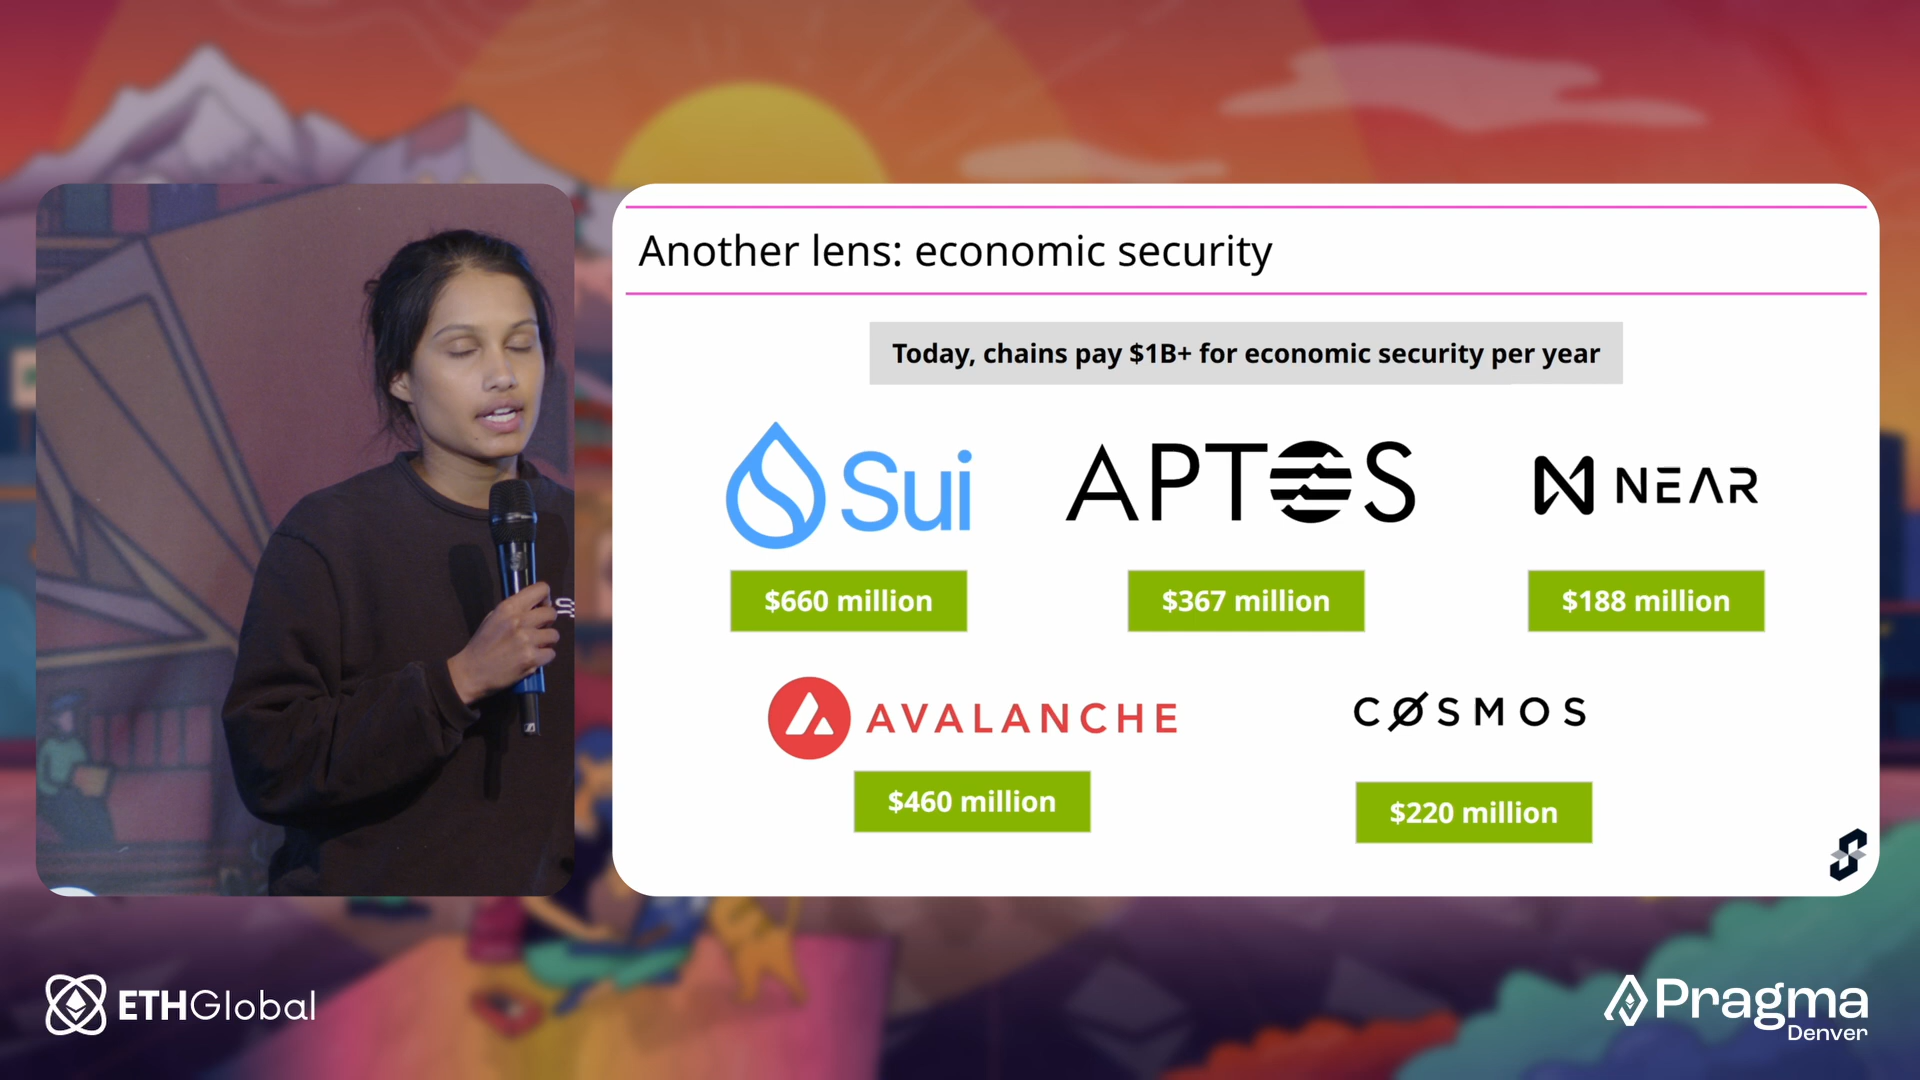 Another lens: economic security
Today, chains pay $1B+ for economic security per year
Sui
APTOS
NEAR
$660 million
$367 million
$188 million
AVALANCHE
COSMOS
$460 million
$220 million
ETHGlobal
Pragma
Denver